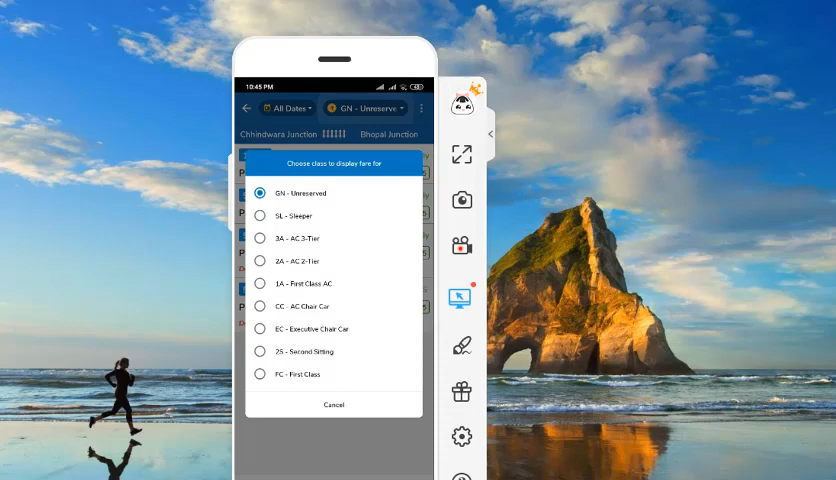 10:45 PM
All Dates
GN - Unreserve
Chhindwara Junction
Bhopal Junction
Choose class to display fare for
GN - Unreserved
SL - Sleeper
3A - AC 3-Tier
2A - AC 2-Tier
1A - First Class AC
CC - AC Chair Car
EC - Executive Chair Car
2S - Second Sitting
FC - First Class
Cancel